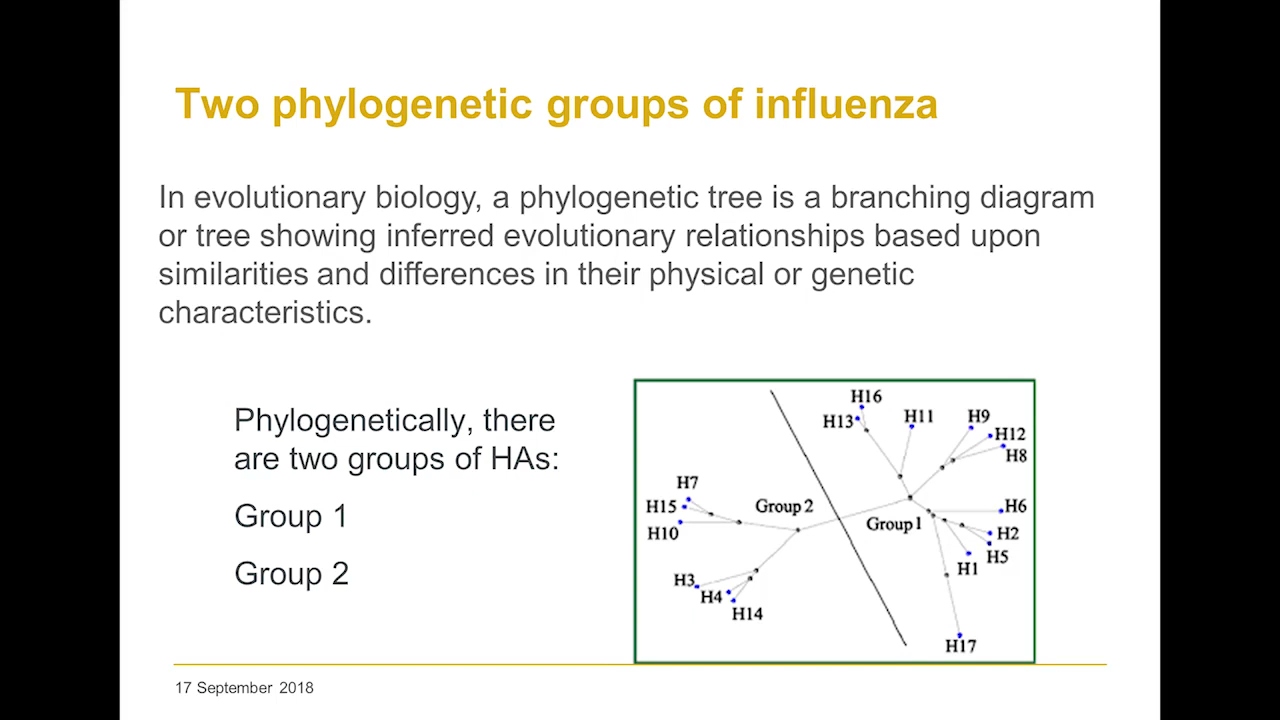 Two phylogenetic groups of influenza
In evolutionary biology, a phylogenetic tree is a branching diagram
or tree showing inferred evolutionary relationships based upon
similarities and differences in their physical or genetic
characteristics.
Phylogenetically, there
are two groups of HAs:
Group 1
Group 2
H16
H13
H11
H9
H12
H8
H7
H15
H10
Group 2
Group 1
H6
H2
H5
H1
H3
H4
H14
H17
17 September 2018